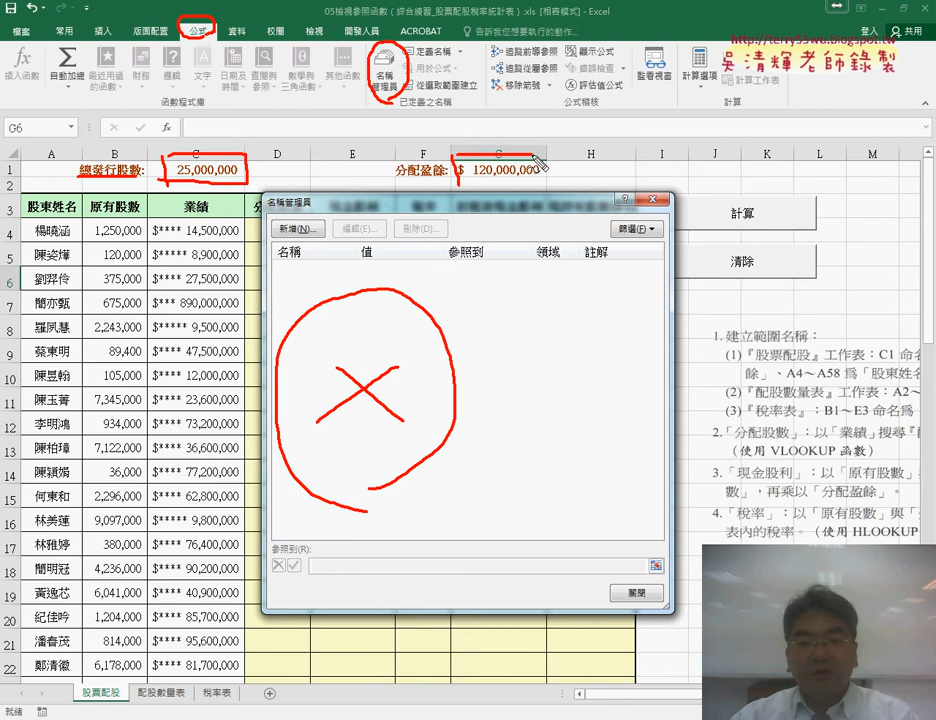 05檢視參照函數（綜合練習_股票配股稅率統計表）.xls [相容模式] - Excel
檔案 常用 插入 版面配置 公式 資料 校閱 檢視 開發人員 ACROBAT 告訴我您想要執行的動作... 登入 共用
http://terry55wu.blogspot.tw
吳清輝老師錄製
插入函數 自動加總 最近用過的函數 財務 邏輯 文字 日期及時間 查閱與參照 數學與三角函數 其他函數 名稱管理員 定義名稱 用於公式 從選取範圍建立 追蹤前導參照 追蹤從屬參照 移除箭號 顯示公式 錯誤檢查 評估值公式 監看視窗 計算選項 計算工作表
函數程式庫 已定義之名稱 公式稽核 計算
G6 fx
A B C D E F G H I J K L M
1 總發行股數: 25,000,000 分配盈餘: $ 120,000,000
2
3 股東姓名 原有股數 業績
4 楊曉涵 1,250,000 $**** 14,500,000
5 陳姿燁 120,000 $***** 8,900,000
6 劉羿伶 375,000 $**** 27,500,000
7 簡亦甄 675,000 $*** 890,000,000
8 羅夙慧 2,243,000 $***** 9,500,000
9 蔡東明 89,400 $**** 47,500,000
10 陳昱翰 105,000 $**** 12,000,000
11 陳玉菁 7,345,000 $**** 23,600,000
12 李明鴻 934,000 $**** 73,200,000
13 陳柏璋 7,122,000 $**** 36,600,000
14 陳穎娟 36,000 $**** 77,200,000
15 何東和 2,296,000 $**** 62,800,000
16 林美蓮 9,097,000 $***** 9,800,000
17 林雅婷 380,000 $**** 76,400,000
18 簡明冠 4,236,000 $**** 90,200,000
19 黃逸芯 6,041,000 $**** 40,900,000
20 紀佳吟 1,204,000 $**** 85,700,000
21 潘春茂 814,000 $**** 95,600,000
22 鄭清徽 6,178,000 $**** 81,700,000
名稱管理員
新增(N)... 編輯(E)... 刪除(D)... 篩選(F)
名稱 值 參照到 領域 註解
參照到(R):
關閉
計算
清除
1. 建立範圍名稱：
(1)『股票配股』工作表：C1 命名
餘」、A4～A58 為「股東姓名
(2)『配股數量表』工作表：A2～
(3)『稅率表』：B1～E3 命名為
2.「分配股數」：以「業績」搜尋『
(使用 VLOOKUP 函數)
3.「現金股利」：以「原有股數」
數」，再乘以「分配盈餘」。
4.「稅率」：以「原有股數」與「
表內的稅率。(使用 HLOOKUP
股票配股 配股數量表 稅率表
就緒